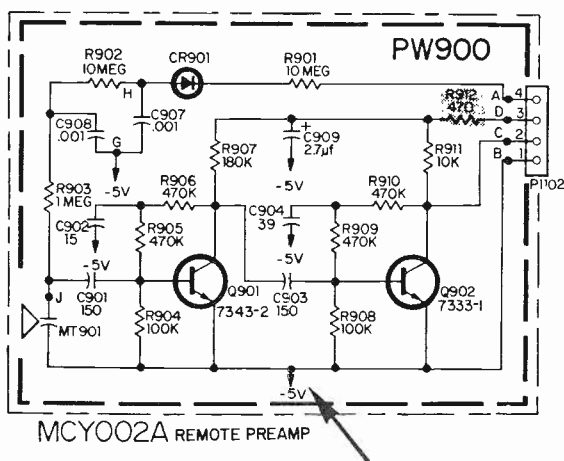 PW900
R902
10MEG
H
CR901
R901
10MEG
A 4
D 3
C 2
B 1
P1102
R912
470
C908
.001
C907
.001
G
-5V
C909
2.7µf
+
-5V
R907
180K
R911
10K
R903
1MEG
R906
470K
R910
470K
C902
15
-5V
R905
470K
C904
39
-5V
R909
470K
J
C901
150
Q901
7343-2
C903
150
Q902
7333-1
MT901
R904
100K
R908
100K
-5V
MCY002A REMOTE PREAMP